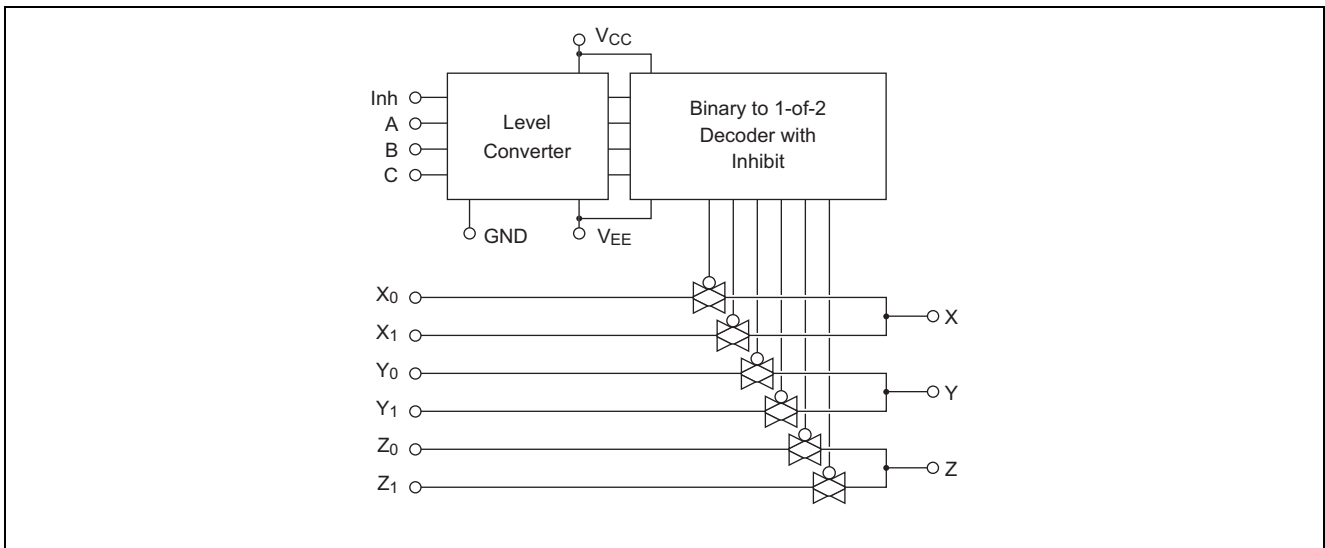 VCC
Inh
A
B
C
Level
Converter
Binary to 1-of-2
Decoder with
Inhibit
GND
VEE
X0
X1
X
Y0
Y1
Y
Z0
Z1
Z